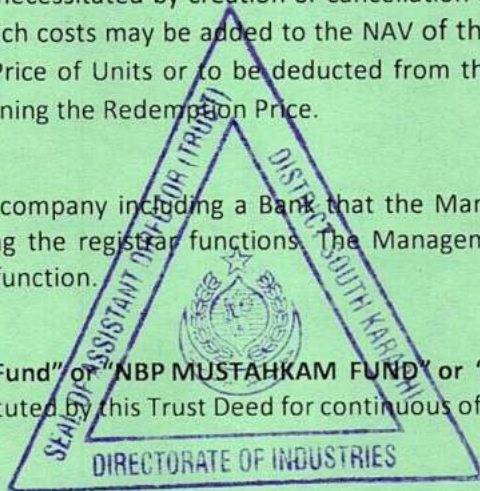 necessitated by creation or cancellation
ch costs may be added to the NAV of th
Price of Units or to be deducted from th
ning the Redemption Price.
company including a Bank that the Mar
ng the registrar functions. The Managem
function.
Fund" or "NBP MUSTAHKAM FUND" or "
tuted by this Trust Deed for continuous of
SEAL OF ASSISTANT DIRECTOR (TRUST)
DISTRICT SOUTH KARACHI
DIRECTORATE OF INDUSTRIES